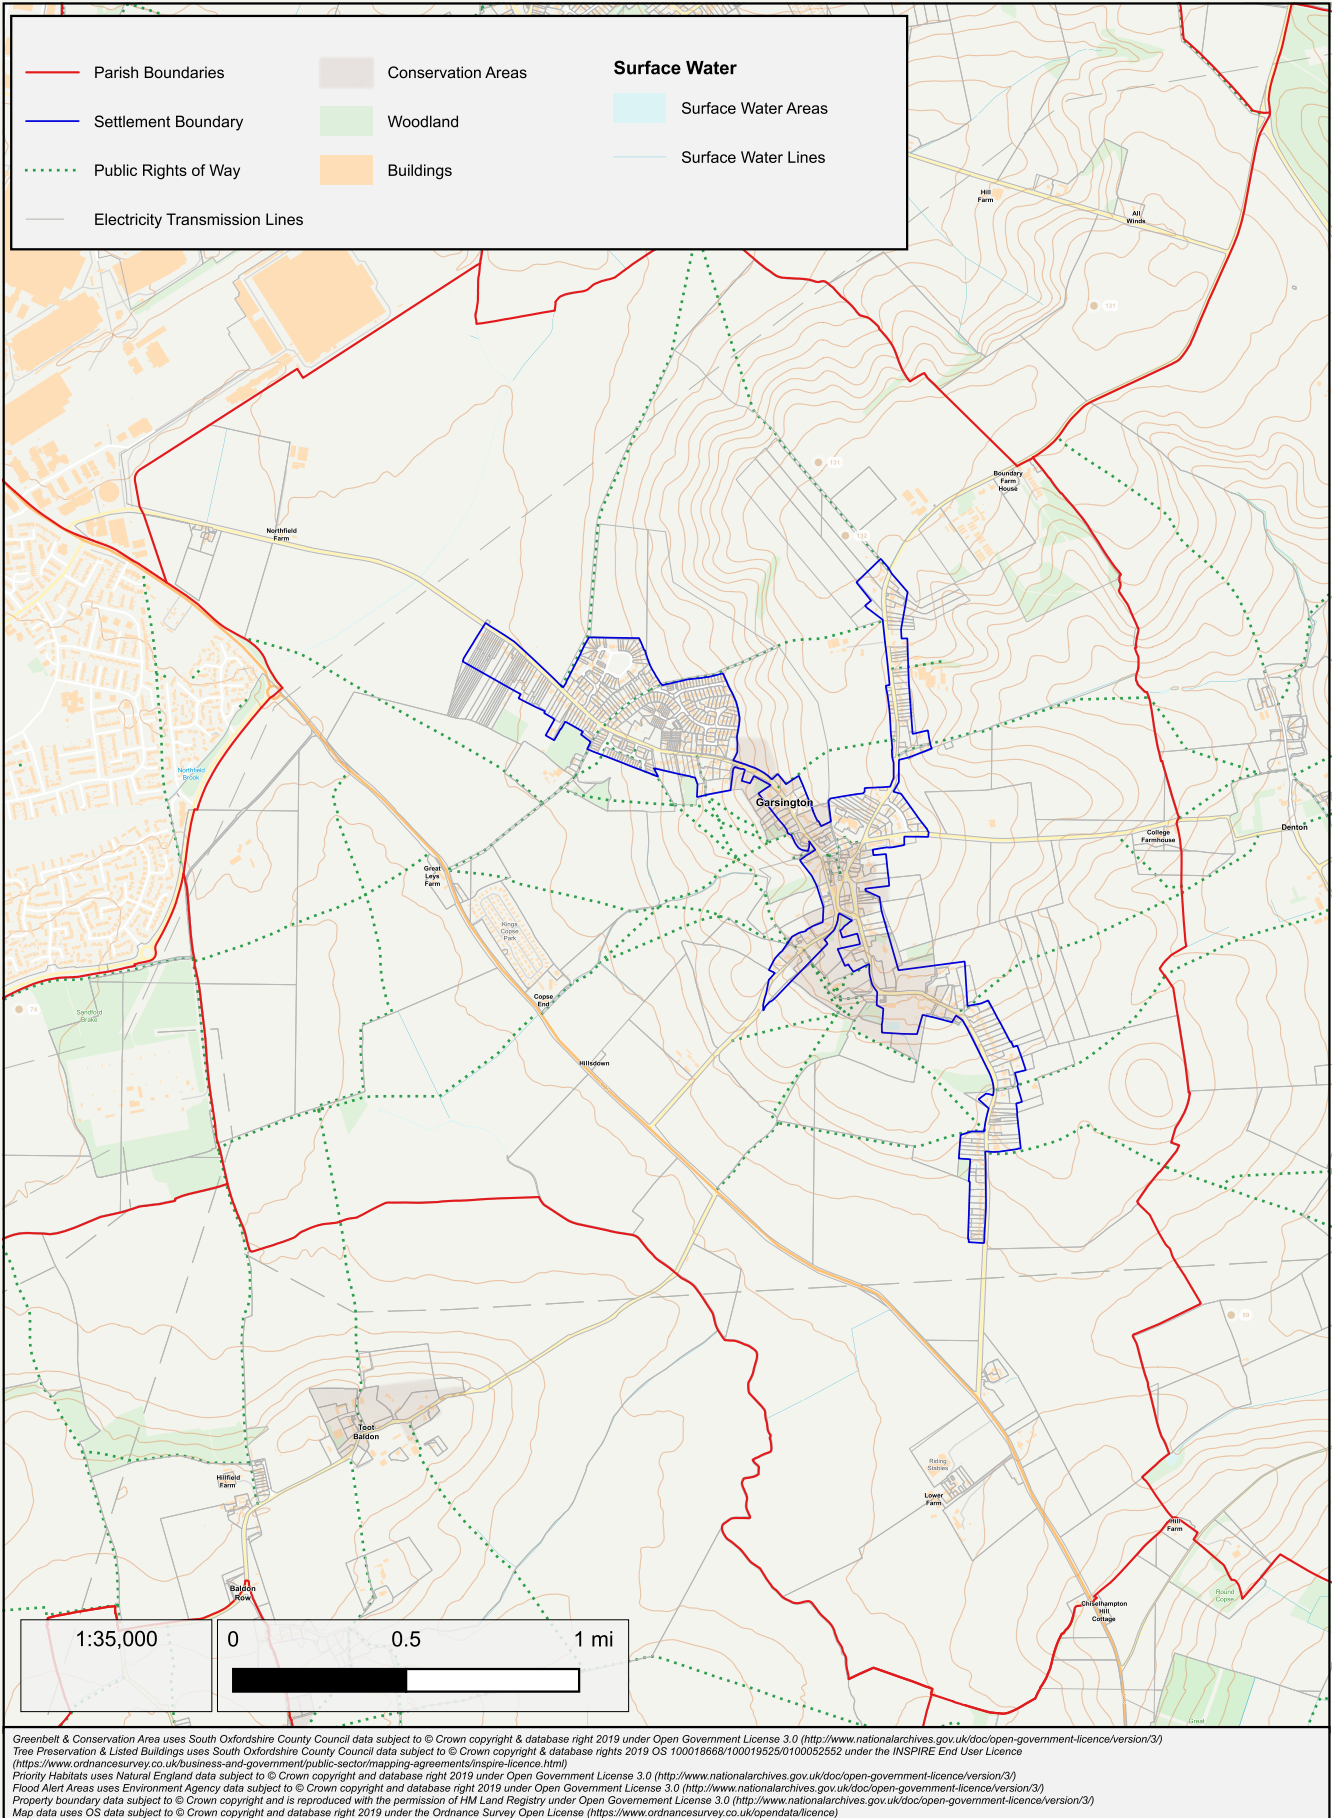 Parish Boundaries
Settlement Boundary
Public Rights of Way
Electricity Transmission Lines
Conservation Areas
Woodland
Buildings
Surface Water
Surface Water Areas
Surface Water Lines
Hill
Farm
All
Winds
131
131
132
Boundary
Farm
House
Northfield
Farm
Northfield
Brook
Garsington
College
Farmhouse
Denton
Great
Leys
Farm
Kings
Copse
Park
Copse
End
74
Sandford
Brake
Hillsdown
59
Toot
Baldon
Hillfield
Farm
Riding
Stables
Lower
Farm
Hill
Farm
Baldon
Row
Round
Copse
Chiselhampton
Hill
Cottage
Great
1:35,000
0 0.5 1 mi
Greenbelt & Conservation Area uses South Oxfordshire County Council data subject to © Crown copyright & database right 2019 under Open Government License 3.0 (http://www.nationalarchives.gov.uk/doc/open-government-licence/version/3/)
Tree Preservation & Listed Buildings uses South Oxfordshire County Council data subject to © Crown copyright & database rights 2019 OS 100018668/100019525/0100052552 under the INSPIRE End User Licence
(https://www.ordnancesurvey.co.uk/business-and-government/public-sector/mapping-agreements/inspire-licence.html)
Priority Habitats uses Natural England data subject to © Crown copyright and database right 2019 under Open Government License 3.0 (http://www.nationalarchives.gov.uk/doc/open-government-licence/version/3/)
Flood Alert Areas uses Environment Agency data subject to © Crown copyright and database right 2019 under Open Government License 3.0 (http://www.nationalarchives.gov.uk/doc/open-government-licence/version/3/)
Property boundary data subject to © Crown copyright and is reproduced with the permission of HM Land Registry under Open Governement License 3.0 (http://www.nationalarchives.gov.uk/doc/open-government-licence/version/3/)
Map data uses OS data subject to © Crown copyright and database right 2019 under the Ordnance Survey Open License (https://www.ordnancesurvey.co.uk/opendata/licence)